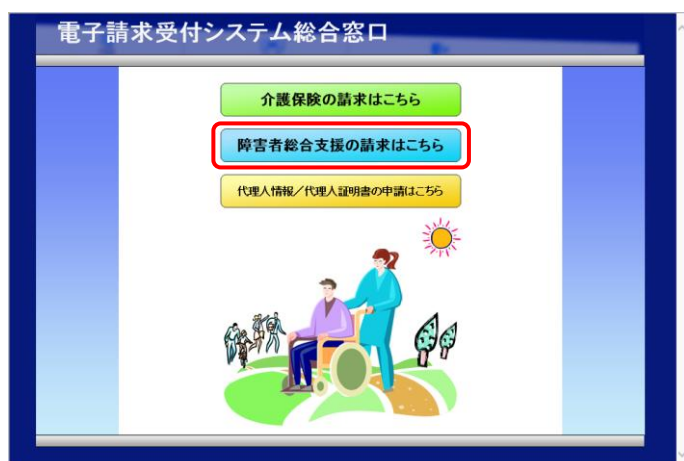 電子請求受付システム総合窓口
介護保険の請求はこちら
障害者総合支援の請求はこちら
代理人情報／代理人証明書の申請はこちら